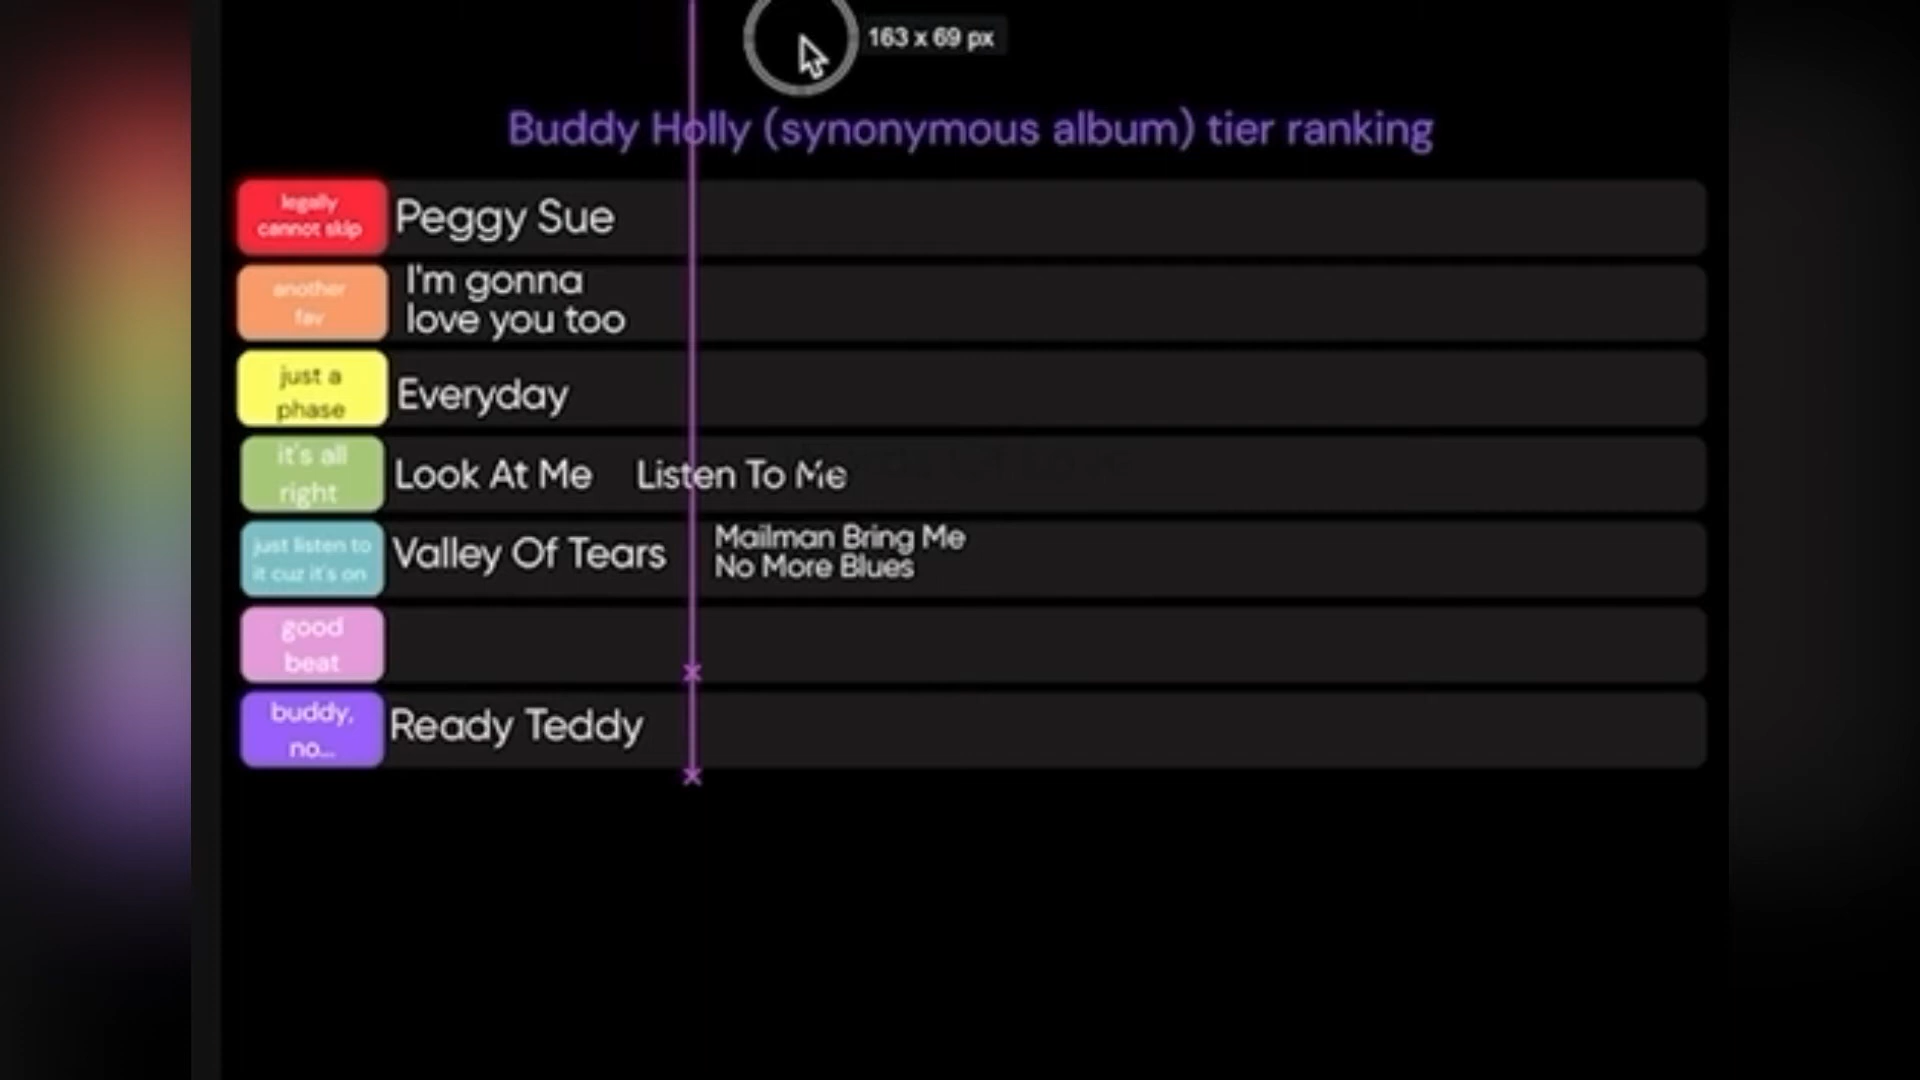 163 x 69 px
Buddy Holly (synonymous album) tier ranking
legally
cannot skip
Peggy Sue
another
fav
I'm gonna
love you too
just a
phase
Everyday
it's all
right
Look At Me
Listen To Me
just listen to
it cuz it's on
Valley Of Tears
Mailman Bring Me
No More Blues
good
beat
buddy,
no...
Ready Teddy